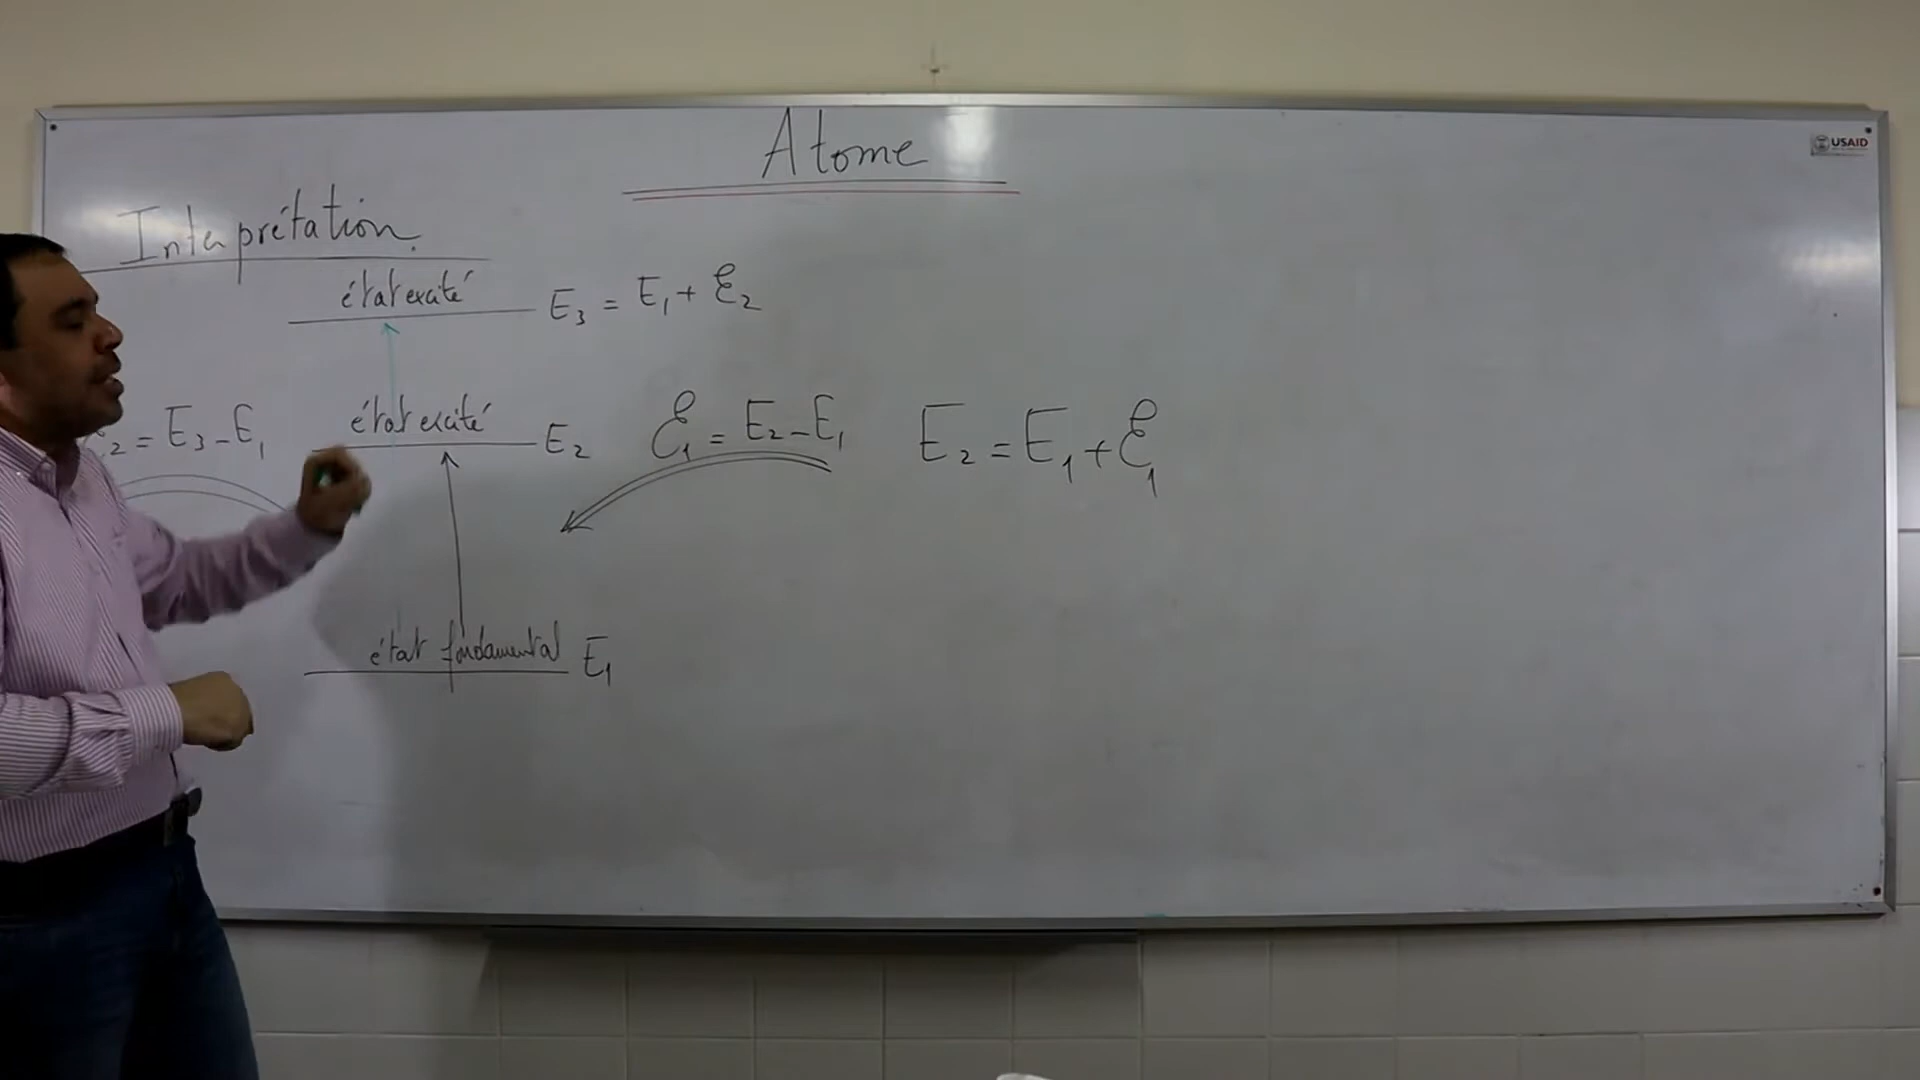 Atome
USAID
Interprétation.
état excité E₃ = E₁ + ℰ₂
₂ = E₃ - E₁
état excité E₂
ℰ₁ = E₂ - E₁
E₂ = E₁ + ℰ₁
état fondamental E₁